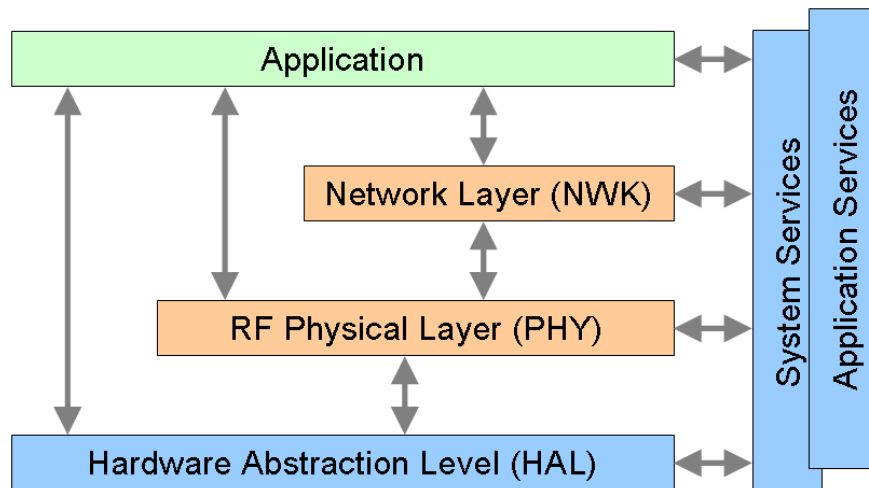 Application
Network Layer (NWK)
RF Physical Layer (PHY)
Hardware Abstraction Level (HAL)
System Services
Application Services